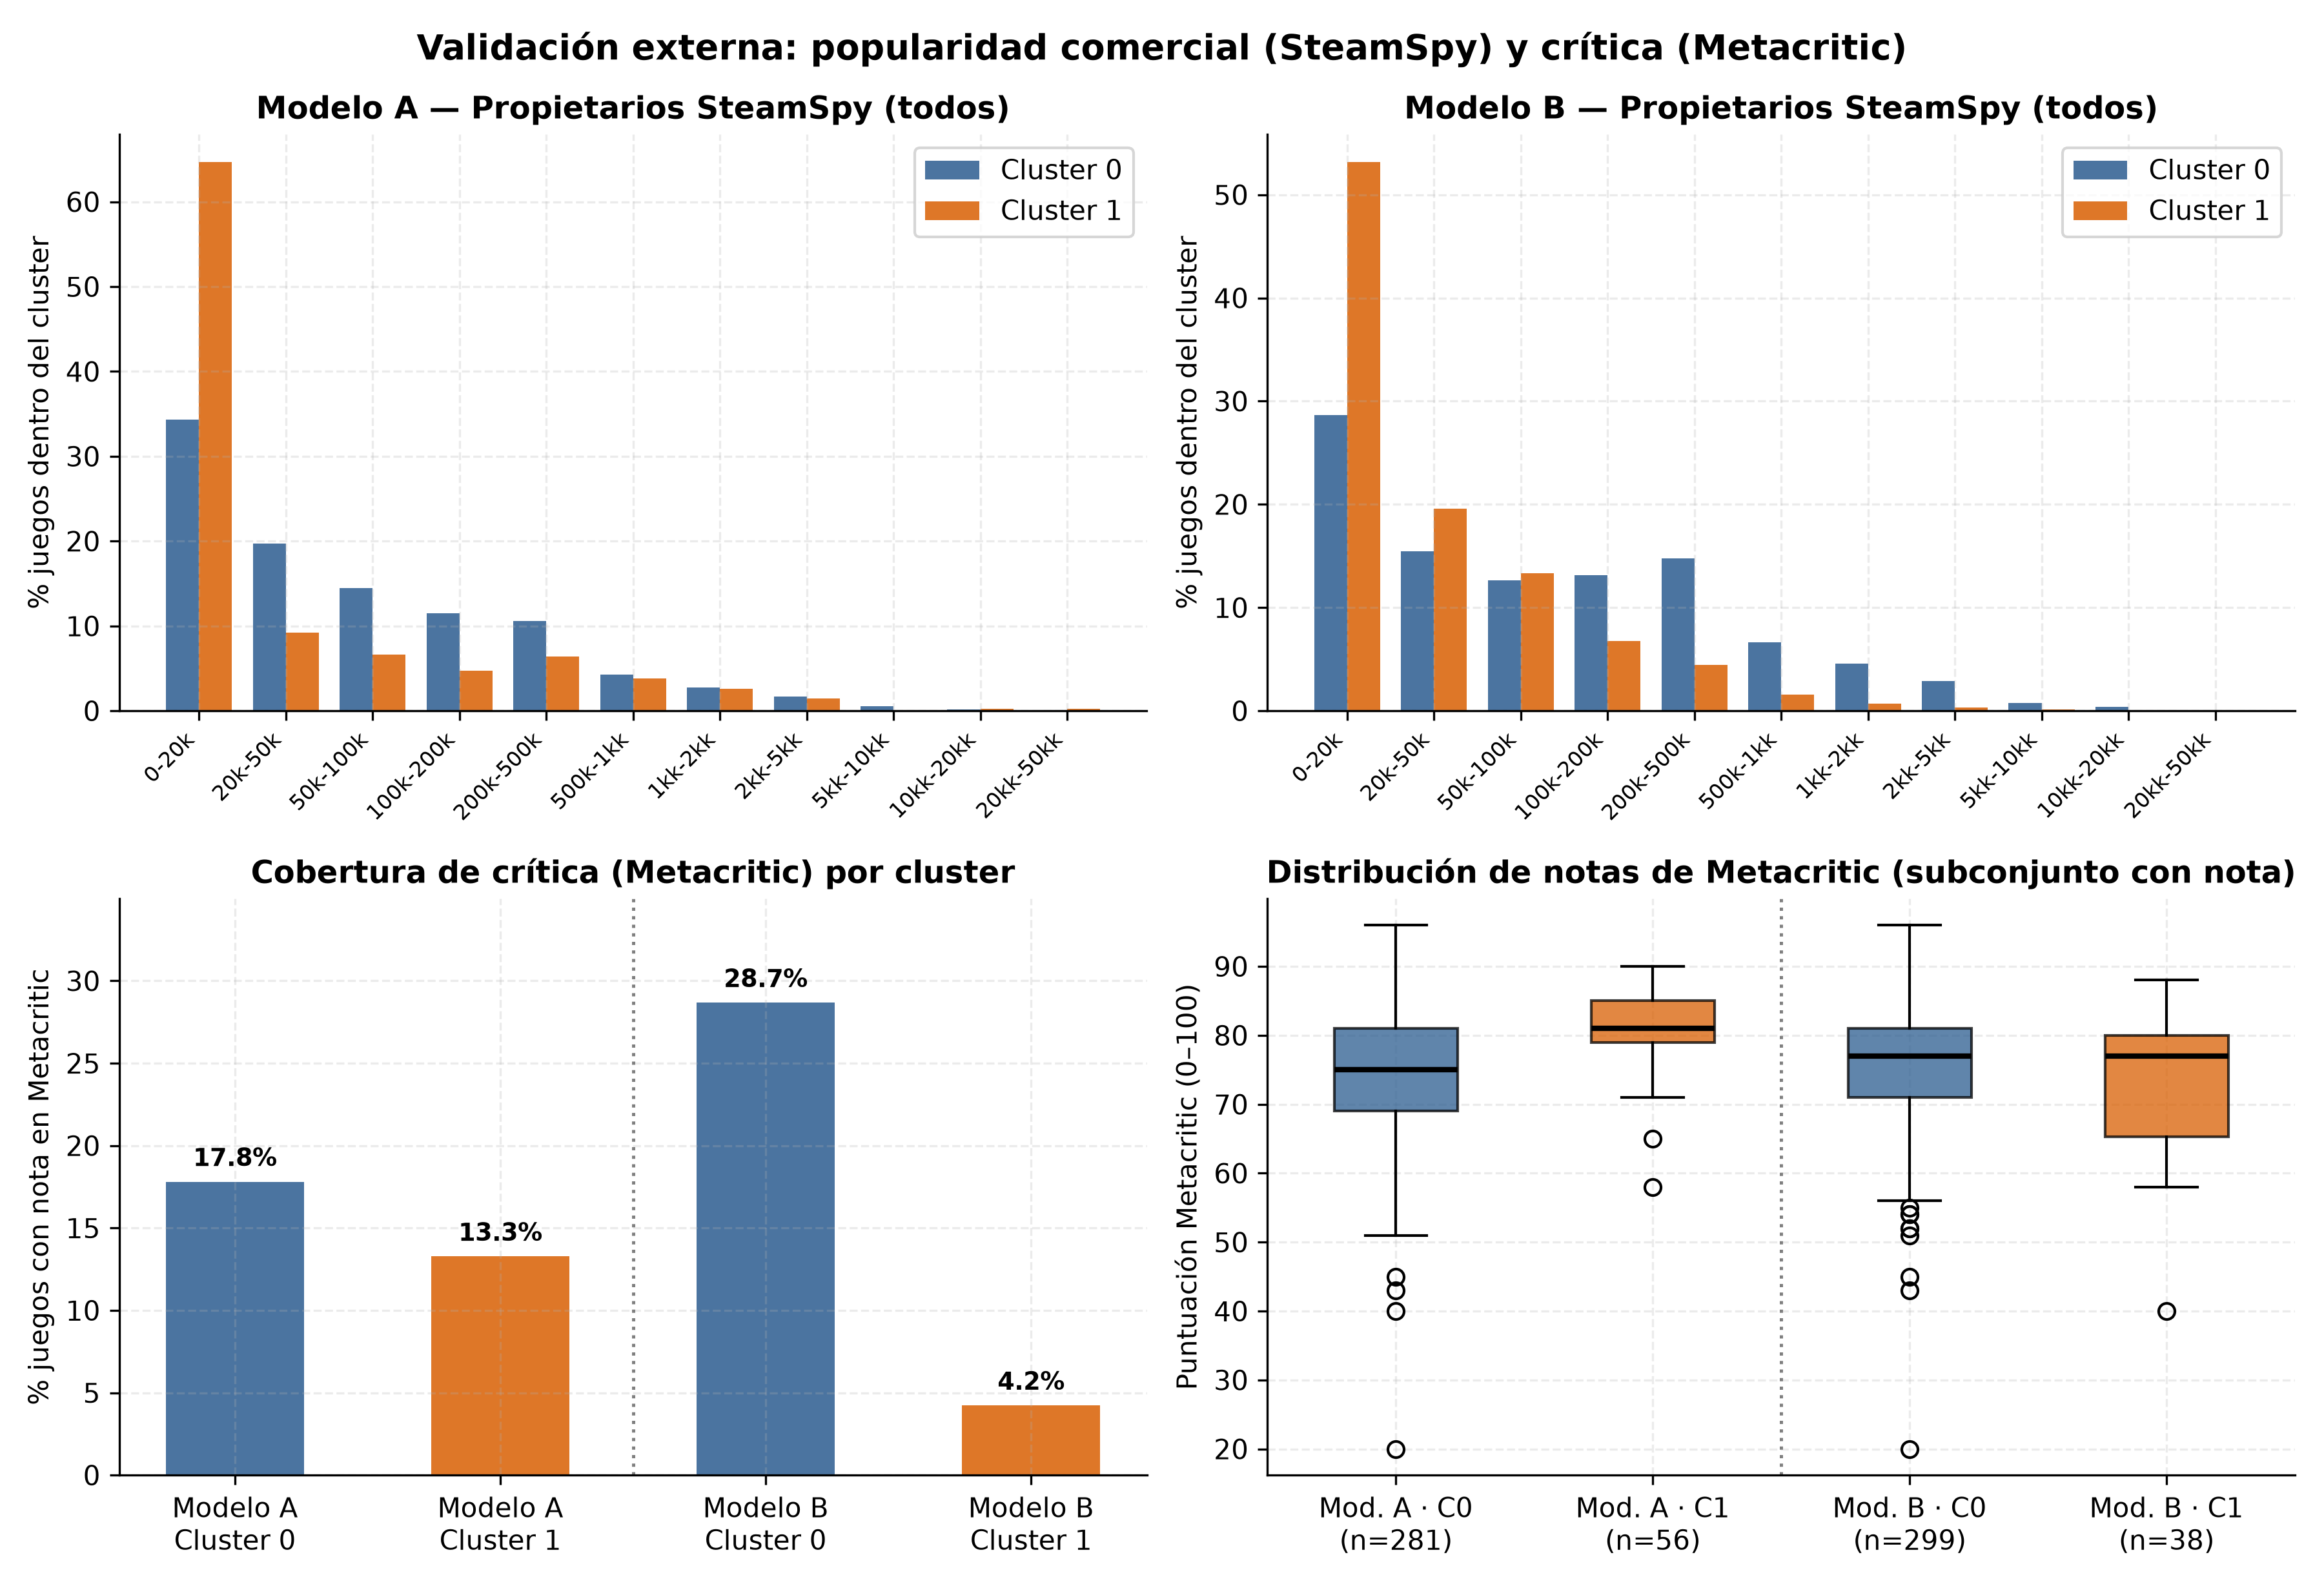 Validación externa: popularidad comercial (SteamSpy) y crítica (Metacritic)
Modelo A — Propietarios SteamSpy (todos)
% juegos dentro del cluster
60
50
40
30
20
10
0
Cluster 0
Cluster 1
0-20k
20k-50k
50k-100k
100k-200k
200k-500k
500k-1kk
1kk-2kk
2kk-5kk
5kk-10kk
10kk-20kk
20kk-50kk
Modelo B — Propietarios SteamSpy (todos)
% juegos dentro del cluster
50
40
30
20
10
0
Cluster 0
Cluster 1
0-20k
20k-50k
50k-100k
100k-200k
200k-500k
500k-1kk
1kk-2kk
2kk-5kk
5kk-10kk
10kk-20kk
20kk-50kk
Cobertura de crítica (Metacritic) por cluster
% juegos con nota en Metacritic
30
25
20
15
10
5
0
17.8%
13.3%
28.7%
4.2%
Modelo A
Cluster 0
Modelo A
Cluster 1
Modelo B
Cluster 0
Modelo B
Cluster 1
Distribución de notas de Metacritic (subconjunto con nota)
Puntuación Metacritic (0–100)
90
80
70
60
50
40
30
20
Mod. A · C0
(n=281)
Mod. A · C1
(n=56)
Mod. B · C0
(n=299)
Mod. B · C1
(n=38)